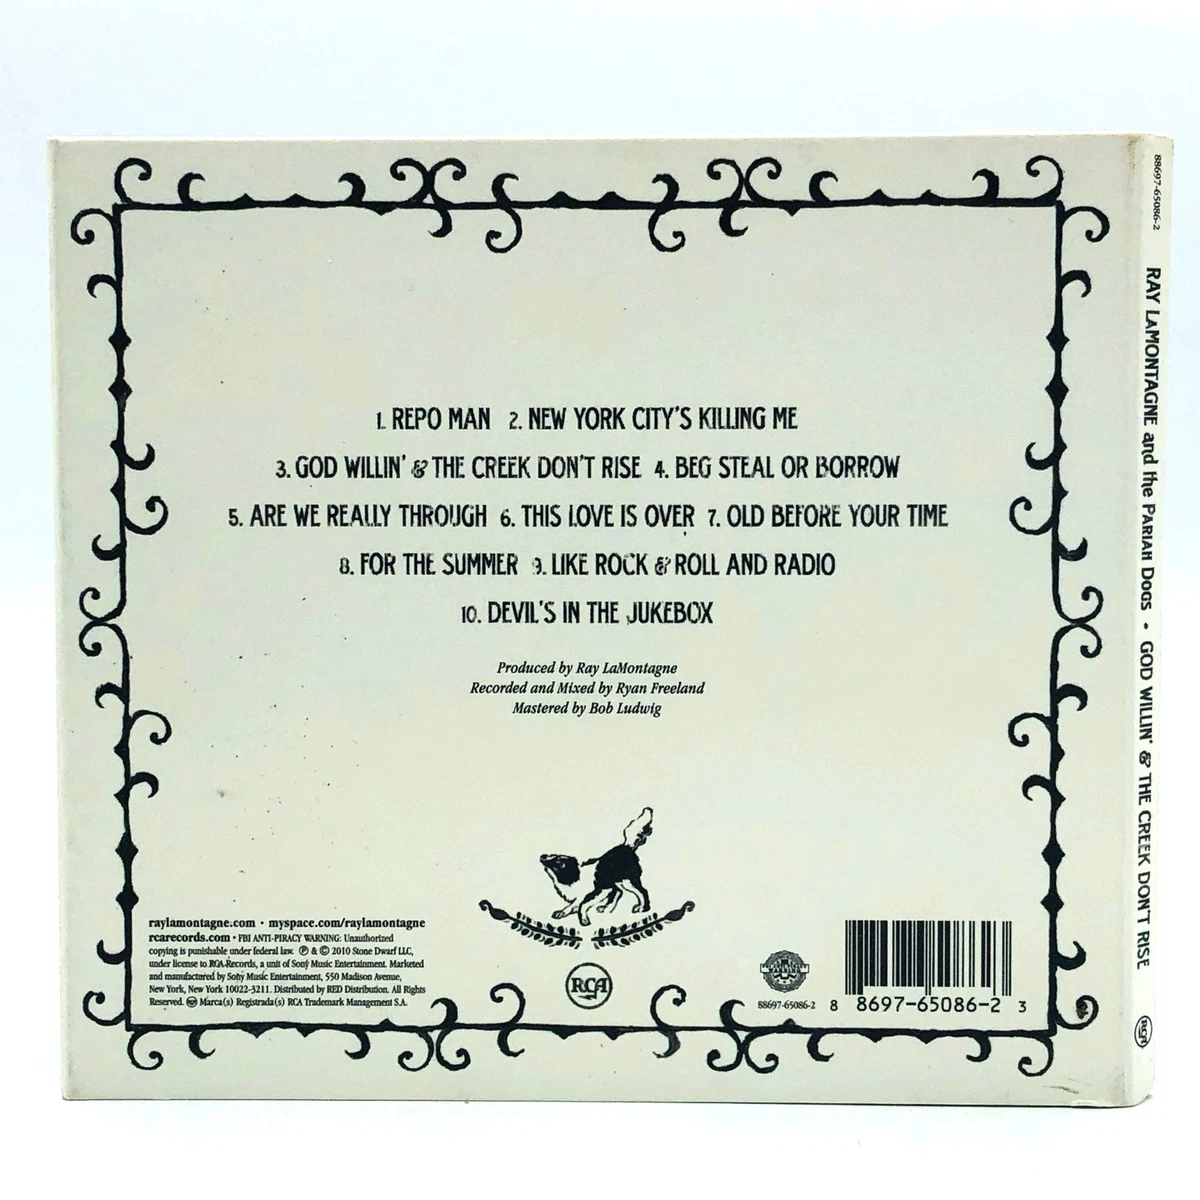 1. REPO MAN 2. NEW YORK CITY'S KILLING ME
3. GOD WILLIN' & THE CREEK DON'T RISE 4. BEG STEAL OR BORROW
5. ARE WE REALLY THROUGH 6. THIS LOVE IS OVER 7. OLD BEFORE YOUR TIME
8. FOR THE SUMMER 9. LIKE ROCK & ROLL AND RADIO
10. DEVIL'S IN THE JUKEBOX
Produced by Ray LaMontagne
Recorded and Mixed by Ryan Freeland
Mastered by Bob Ludwig
raylamontagne.com • myspace.com/raylamontagne
rcarecords.com • FBI ANTI-PIRACY WARNING: Unauthorized
copying is punishable under federal law. ℗ & © 2010 Stone Dwarf LLC,
under license to RCA Records, a unit of Sony Music Entertainment. Marketed
and manufactured by Sony Music Entertainment, 550 Madison Avenue,
New York, New York 10022-3211. Distributed by RED Distribution. All Rights
Reserved. Marca(s) Registrada(s) RCA Trademark Management S.A.
RCA
88697-65086-2
8 8697-65086-2 3
88697-65086-2
RAY LAMONTAGNE and the PARIAH DOGS • GOD WILLIN' & THE CREEK DON'T RISE
RCA